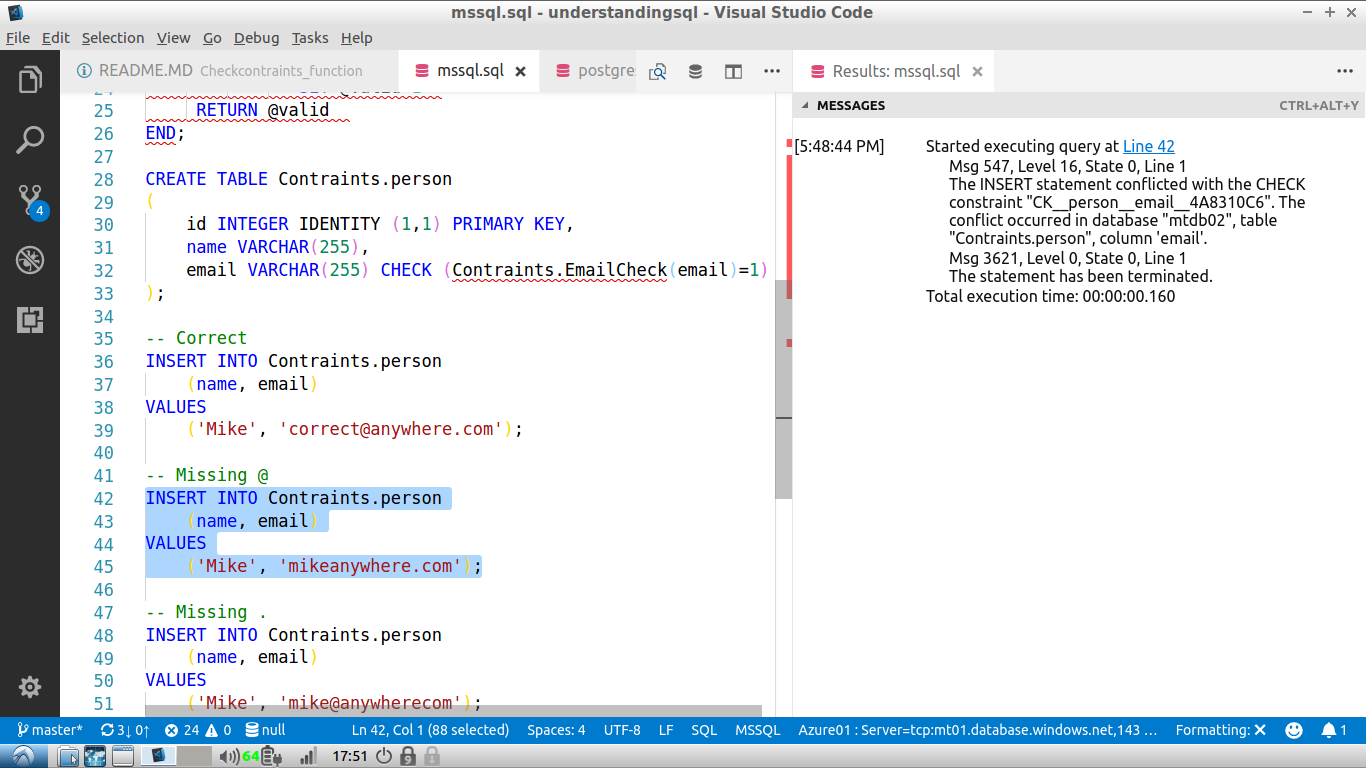 mssql.sql - understandingsql - Visual Studio Code
File Edit Selection View Go Debug Tasks Help
README.MD Checkcontraints_function
mssql.sql
postgre
Results: mssql.sql
MESSAGES CTRL+ALT+Y
4
24
25 RETURN @valid
26 END;
27
28 CREATE TABLE Contraints.person
29 (
30 id INTEGER IDENTITY (1,1) PRIMARY KEY,
31 name VARCHAR(255),
32 email VARCHAR(255) CHECK (Contraints.EmailCheck(email)=1)
33 );
34
35 -- Correct
36 INSERT INTO Contraints.person
37 (name, email)
38 VALUES
39 ('Mike', 'correct@anywhere.com');
40
41 -- Missing @
42 INSERT INTO Contraints.person
43 (name, email)
44 VALUES
45 ('Mike', 'mikeanywhere.com');
46
47 -- Missing .
48 INSERT INTO Contraints.person
49 (name, email)
50 VALUES
51 ('Mike', 'mike@anywherecom');
[5:48:44 PM] Started executing query at Line 42
Msg 547, Level 16, State 0, Line 1
The INSERT statement conflicted with the CHECK
constraint "CK__person__email__4A8310C6". The
conflict occurred in database "mtdb02", table
"Contraints.person", column 'email'.
Msg 3621, Level 0, State 0, Line 1
The statement has been terminated.
Total execution time: 00:00:00.160
master* 3↓ 0↑ 24 0 null Ln 42, Col 1 (88 selected) Spaces: 4 UTF-8 LF SQL MSSQL Azure01 : Server=tcp:mt01.database.windows.net,143 ... Formatting: ✕ 1
64 17:51